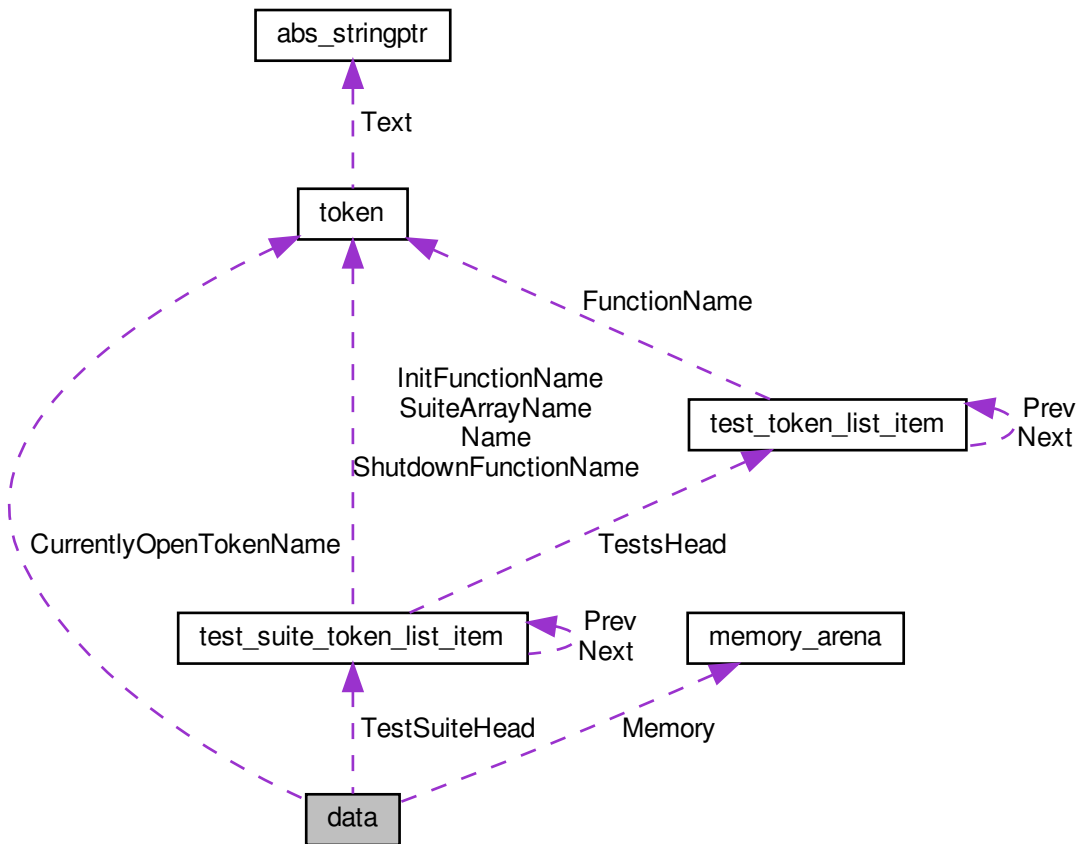 abs_stringptr
Text
token
FunctionName
InitFunctionName
SuiteArrayName
Name
ShutdownFunctionName
test_token_list_item
Prev
Next
CurrentlyOpenTokenName
TestsHead
test_suite_token_list_item
Prev
Next
memory_arena
TestSuiteHead
Memory
data